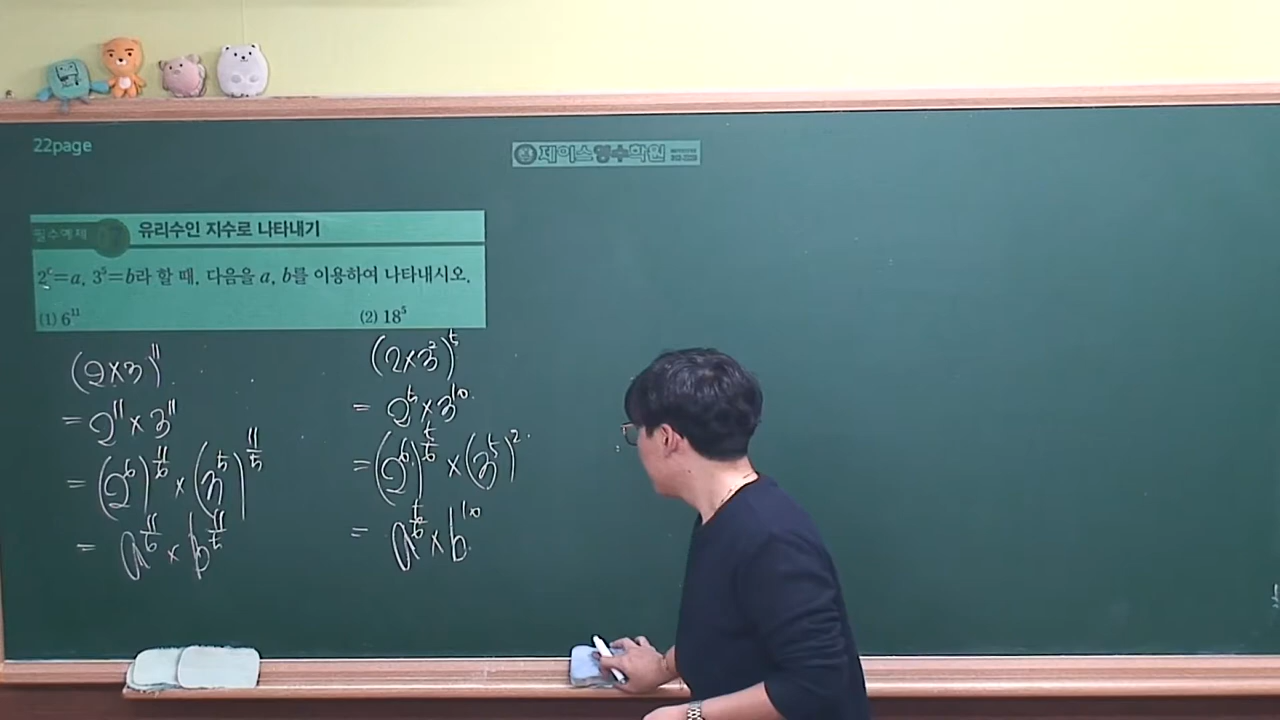 22page
제이스영수학원
필수예제
유리수인 지수로 나타내기
2⁶=a, 3⁵=b라 할 때, 다음을 a, b를 이용하여 나타내시오.
(1) 6¹¹
(2) 18⁵
(2×3)¹¹
= 2¹¹ × 3¹¹
= (2⁶)^(11/6) × (3⁵)^(11/5)
= a^(11/6) × b^(11/5)
(2×3²)⁵
= 2⁵ × 3¹⁰
= (2⁶)^(5/6) × (3⁵)²
= a^(5/6) × b¹⁰